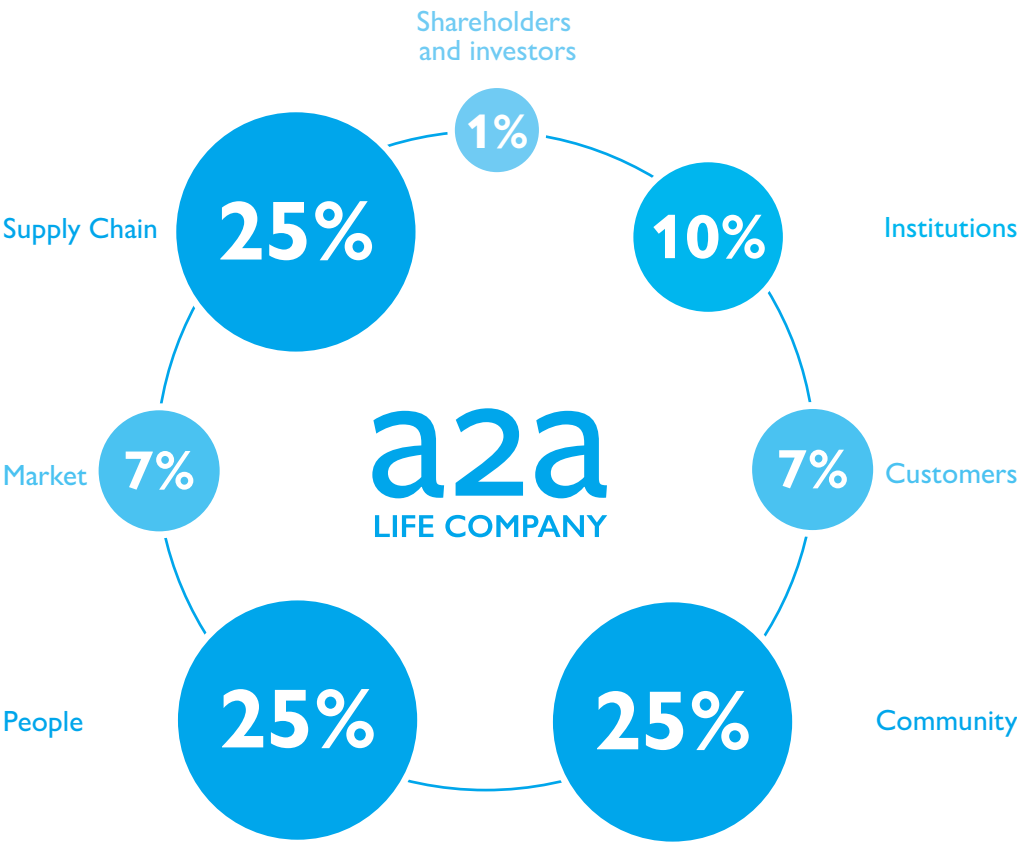 Shareholders
and investors
1%
Supply Chain
25%
10%
Institutions
a2a
LIFE COMPANY
Market
7%
7%
Customers
People
25%
25%
Community